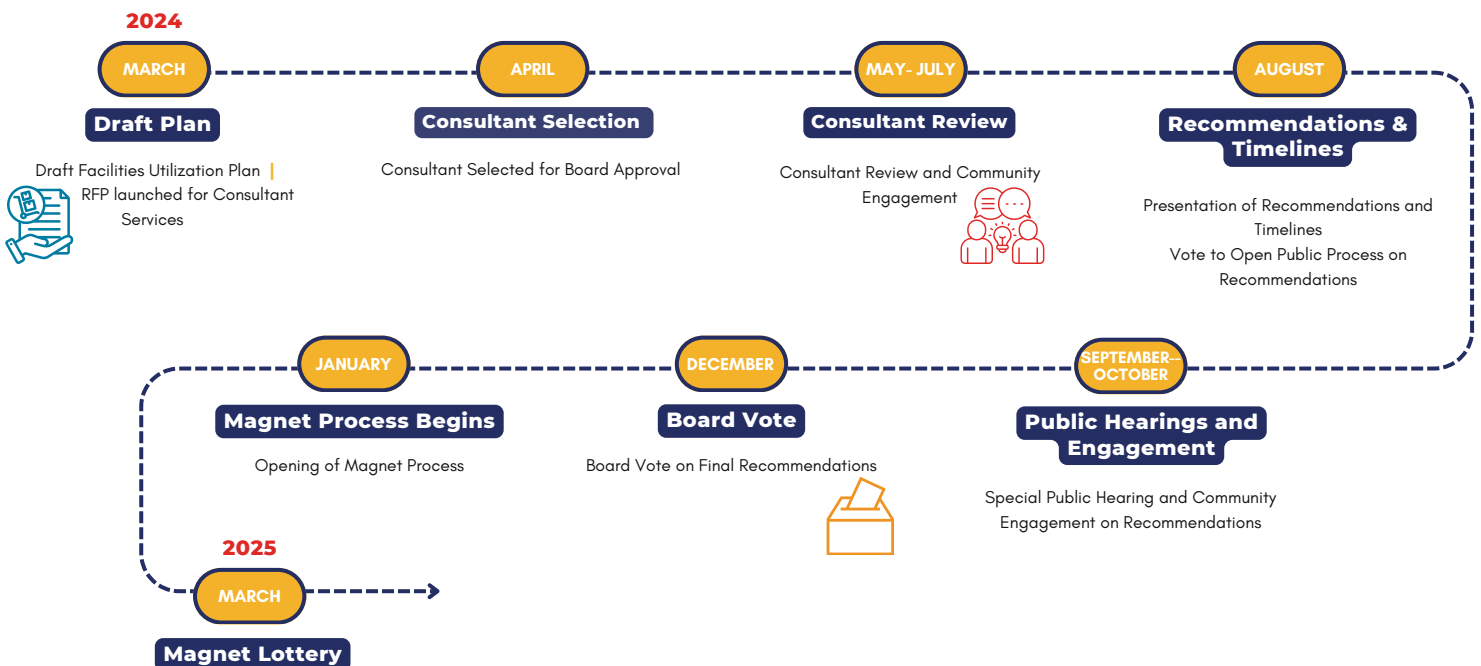 2024
MARCH
Draft Plan
Draft Facilities Utilization Plan |
RFP launched for Consultant
Services
APRIL
Consultant Selection
Consultant Selected for Board Approval
MAY- JULY
Consultant Review
Consultant Review and Community
Engagement
AUGUST
Recommendations &
Timelines
Presentation of Recommendations and
Timelines
Vote to Open Public Process on
Recommendations
SEPTEMBER--
OCTOBER
Public Hearings and
Engagement
Special Public Hearing and Community
Engagement on Recommendations
DECEMBER
Board Vote
Board Vote on Final Recommendations
JANUARY
Magnet Process Begins
Opening of Magnet Process
2025
MARCH
Magnet Lottery